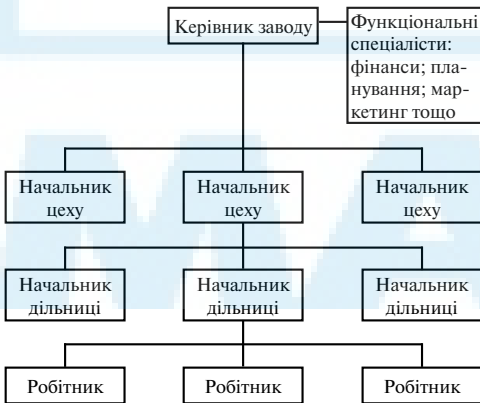 Керівник заводу
Функціональні
спеціалісти:
фінанси; пла-
нування; мар-
кетинг тощо
Начальник
цеху
Начальник
цеху
Начальник
цеху
Начальник
дільниці
Начальник
дільниці
Начальник
дільниці
Робітник
Робітник
Робітник